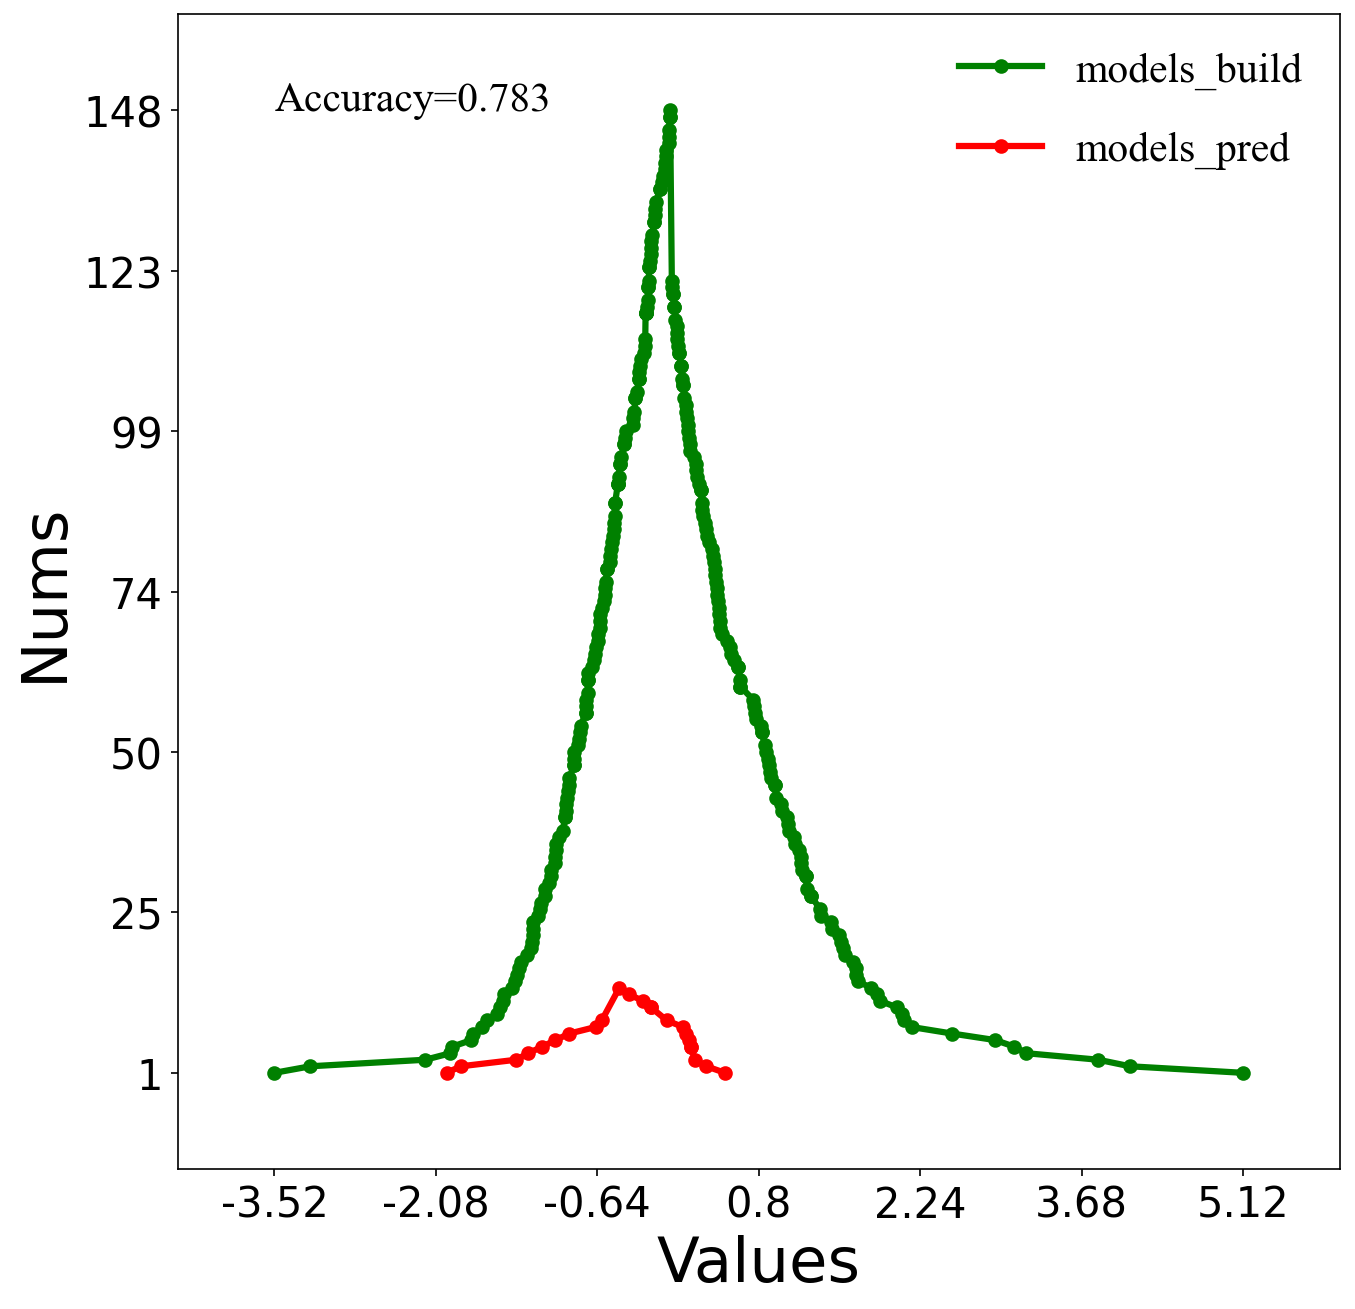 Accuracy=0.783
models_build
models_pred
148
123
99
74
50
25
1
Nums
-3.52 -2.08 -0.64 0.8 2.24 3.68 5.12
Values